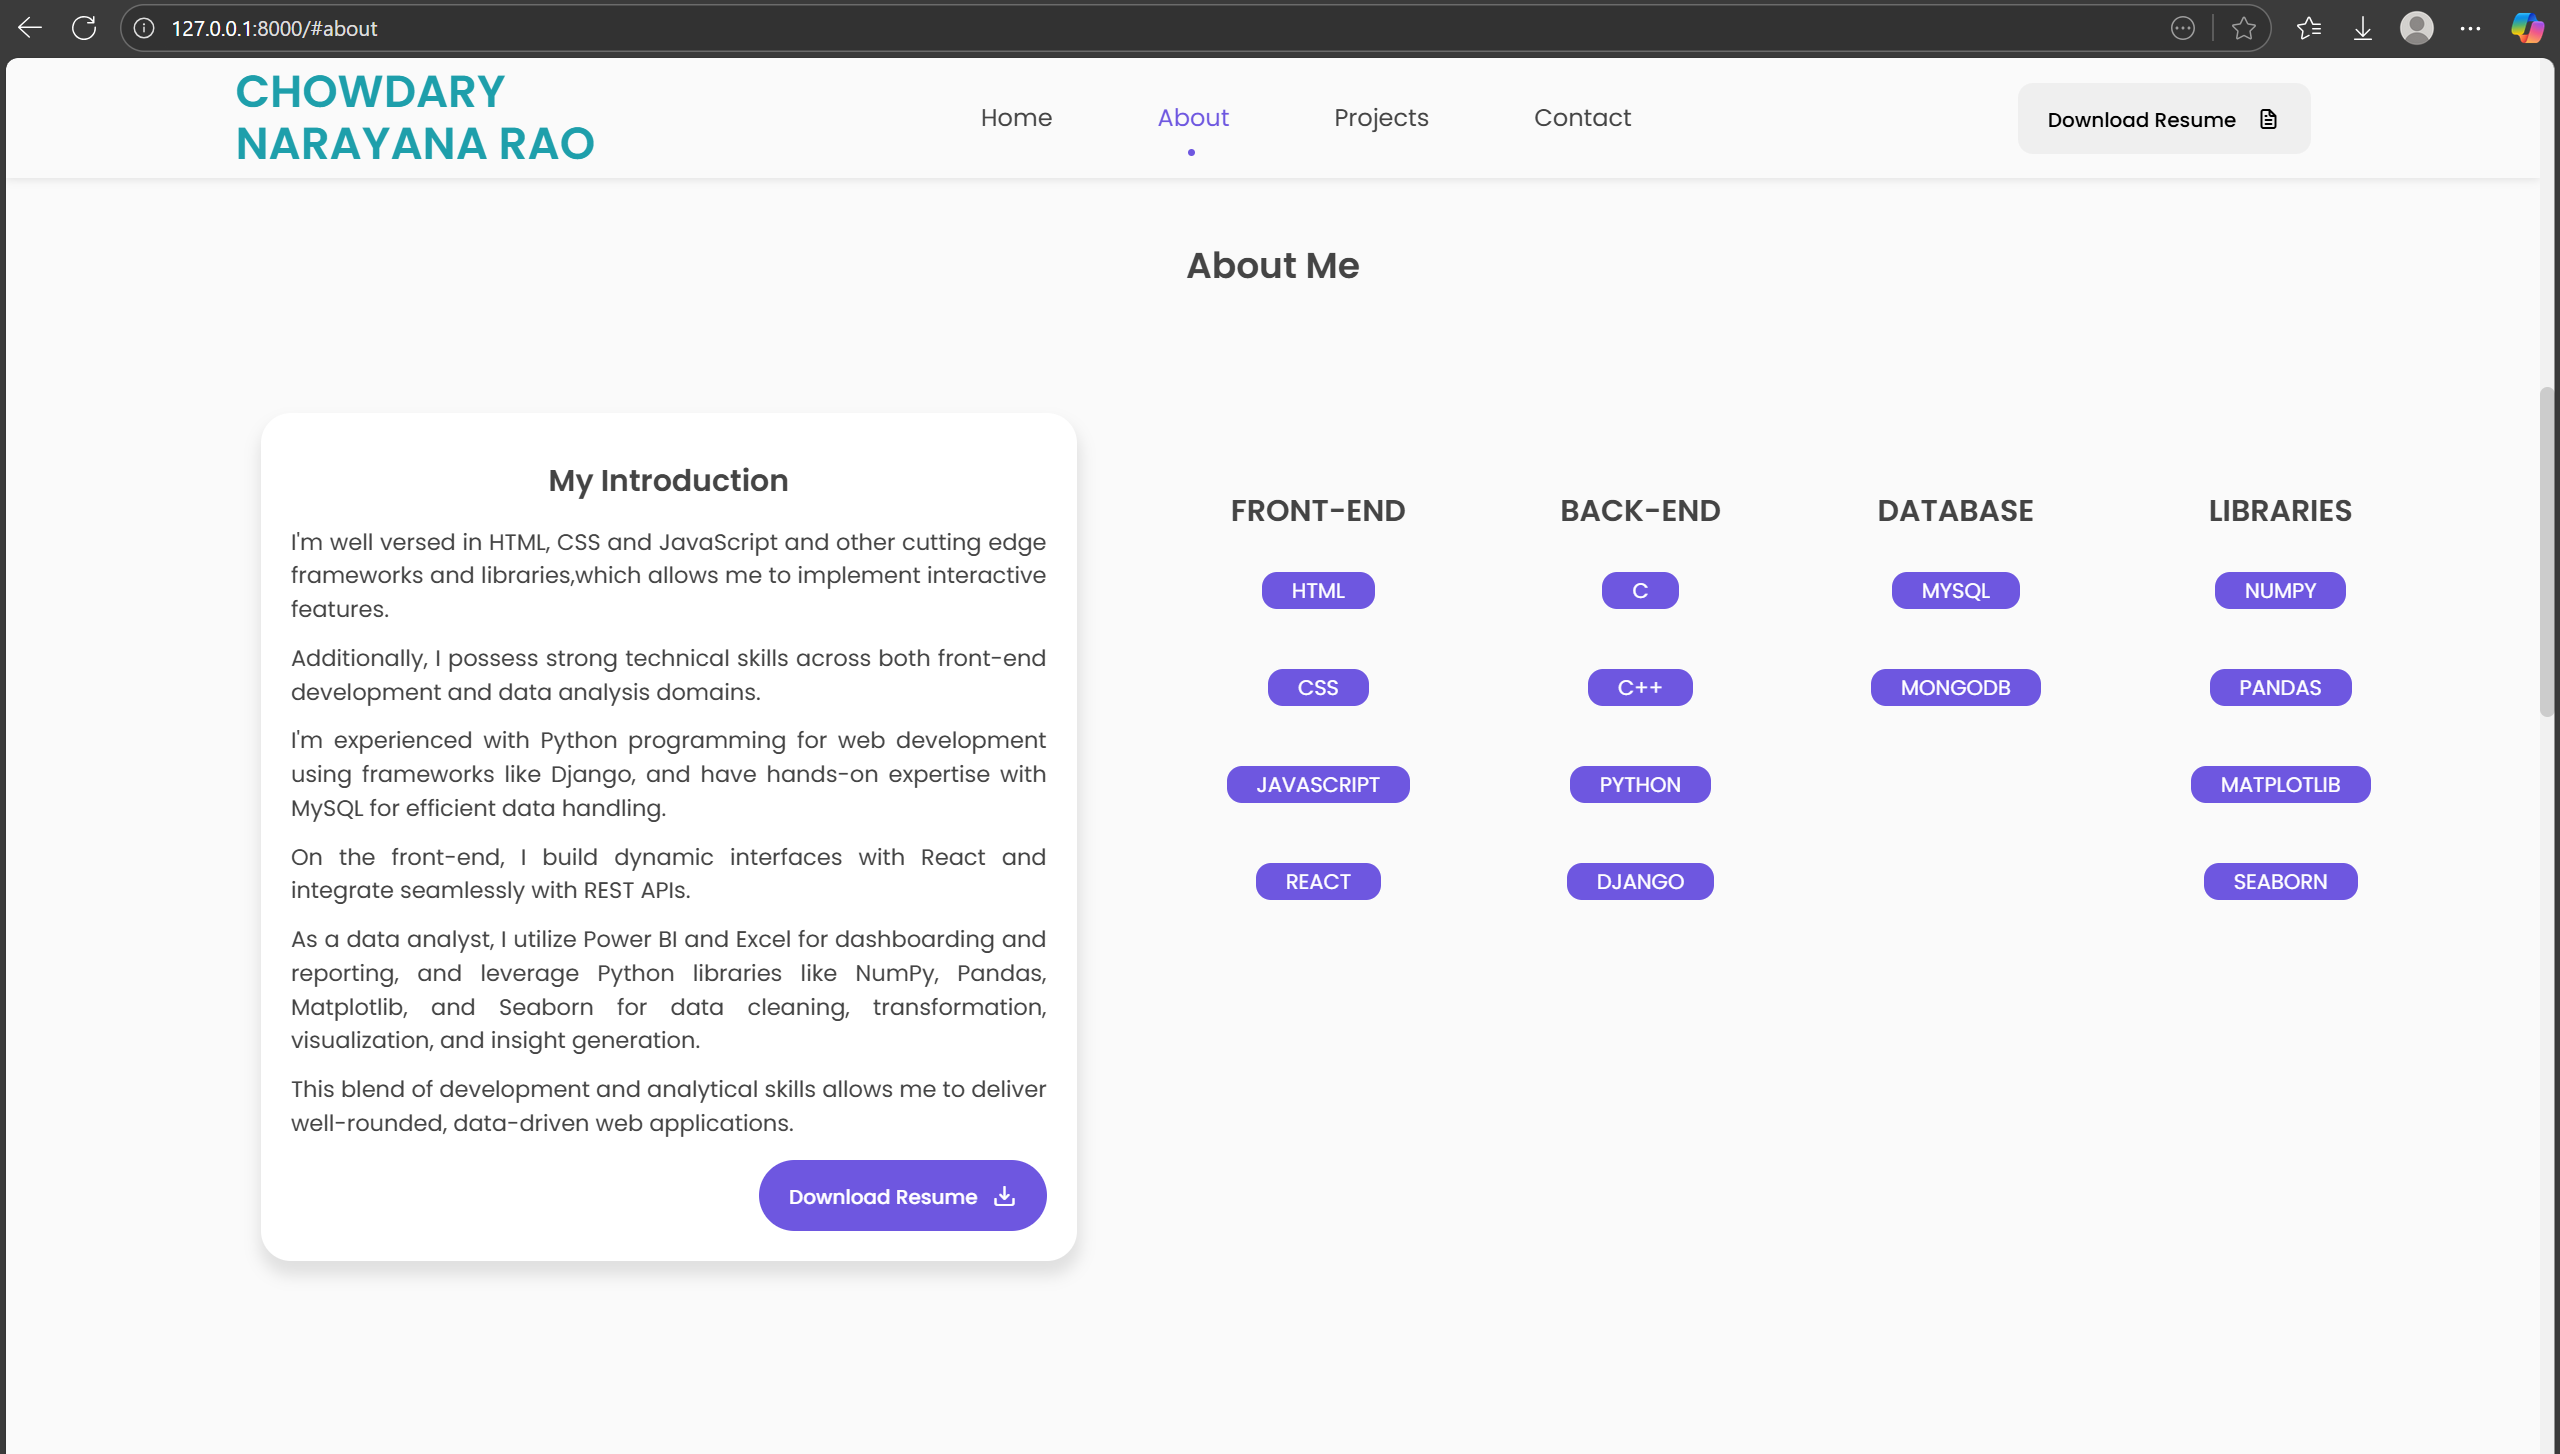 127.0.0.1:8000/#about
CHOWDARY
NARAYANA RAO
Home
About
Projects
Contact
Download Resume
About Me
My Introduction
I'm well versed in HTML, CSS and JavaScript and other cutting edge
frameworks and libraries,which allows me to implement interactive
features.
Additionally, I possess strong technical skills across both front-end
development and data analysis domains.
I'm experienced with Python programming for web development
using frameworks like Django, and have hands-on expertise with
MySQL for efficient data handling.
On the front-end, I build dynamic interfaces with React and
integrate seamlessly with REST APIs.
As a data analyst, I utilize Power BI and Excel for dashboarding and
reporting, and leverage Python libraries like NumPy, Pandas,
Matplotlib, and Seaborn for data cleaning, transformation,
visualization, and insight generation.
This blend of development and analytical skills allows me to deliver
well-rounded, data-driven web applications.
Download Resume
FRONT-END
HTML
CSS
JAVASCRIPT
REACT
BACK-END
C
C++
PYTHON
DJANGO
DATABASE
MYSQL
MONGODB
LIBRARIES
NUMPY
PANDAS
MATPLOTLIB
SEABORN